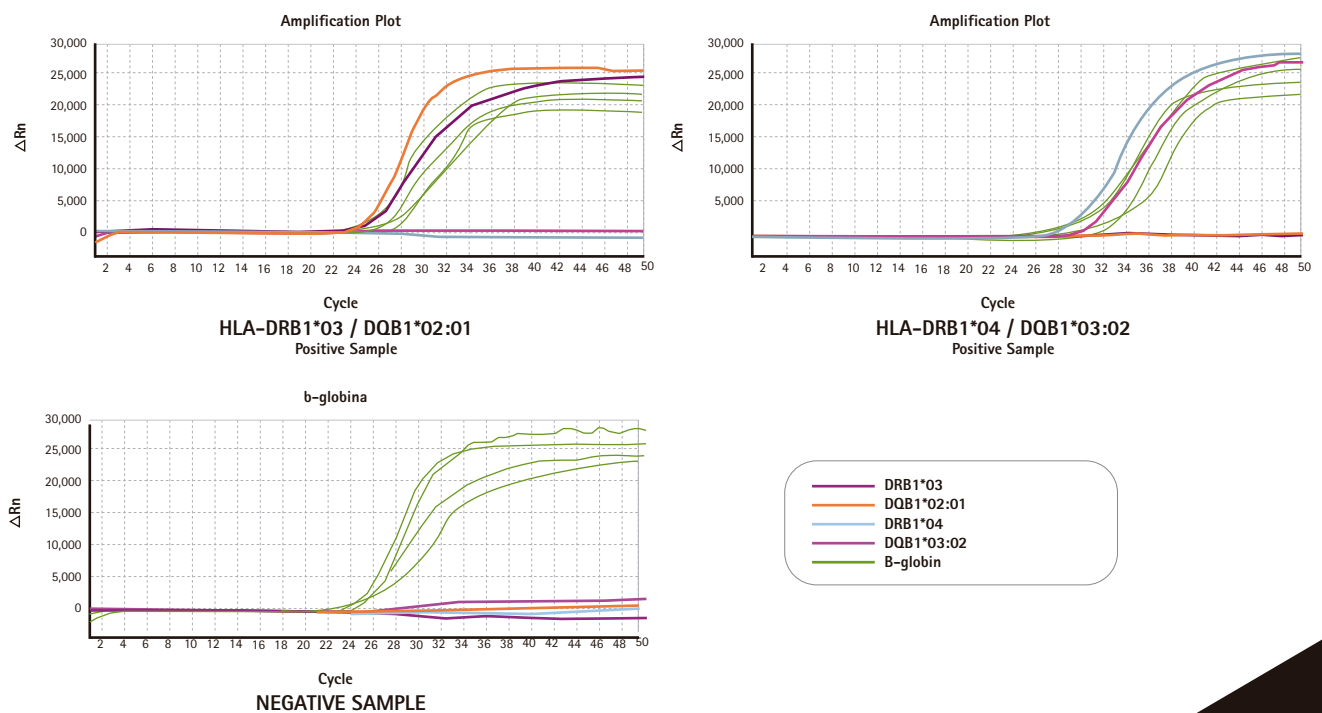 Amplification Plot
30,000
25,000
20,000
15,000
10,000
5,000
0
△Rn
2 4 6 8 10 12 14 16 18 20 22 24 26 28 30 32 34 36 38 40 42 44 46 48 50
Cycle
HLA-DRB1*03 / DQB1*02:01
Positive Sample
Amplification Plot
30,000
25,000
20,000
15,000
10,000
5,000
0
△Rn
2 4 6 8 10 12 14 16 18 20 22 24 26 28 30 32 34 36 38 40 42 44 46 48 50
Cycle
HLA-DRB1*04 / DQB1*03:02
Positive Sample
b-globina
30,000
25,000
20,000
15,000
10,000
5,000
0
△Rn
2 4 6 8 10 12 14 16 18 20 22 24 26 28 30 32 34 36 38 40 42 44 46 48 50
Cycle
NEGATIVE SAMPLE
DRB1*03
DQB1*02:01
DRB1*04
DQB1*03:02
B-globin